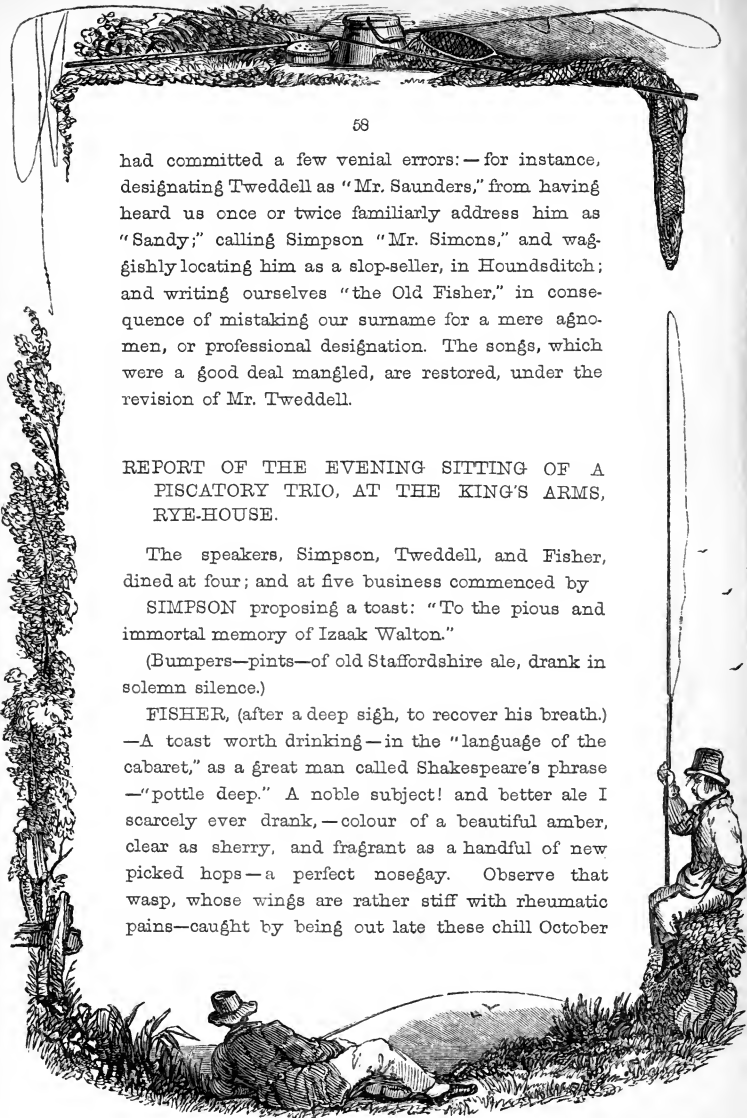 58
had committed a few venial errors: — for instance,
designating Tweddell as "Mr. Saunders," from having
heard us once or twice familiarly address him as
"Sandy;" calling Simpson "Mr. Simons," and wag-
gishly locating him as a slop-seller, in Houndsditch;
and writing ourselves "the Old Fisher," in conse-
quence of mistaking our surname for a mere agno-
men, or professional designation. The songs, which
were a good deal mangled, are restored, under the
revision of Mr. Tweddell.
REPORT OF THE EVENING SITTING OF A
PISCATORY TRIO, AT THE KING'S ARMS,
RYE-HOUSE.
The speakers, Simpson, Tweddell, and Fisher,
dined at four; and at five business commenced by
SIMPSON proposing a toast: "To the pious and
immortal memory of Izaak Walton."
(Bumpers—pints—of old Staffordshire ale, drank in
solemn silence.)
FISHER, (after a deep sigh, to recover his breath.)
—A toast worth drinking—in the "language of the
cabaret," as a great man called Shakespeare's phrase
—"pottle deep." A noble subject! and better ale I
scarcely ever drank, — colour of a beautiful amber,
clear as sherry, and fragrant as a handful of new
picked hops — a perfect nosegay. Observe that
wasp, whose wings are rather stiff with rheumatic
pains—caught by being out late these chill October